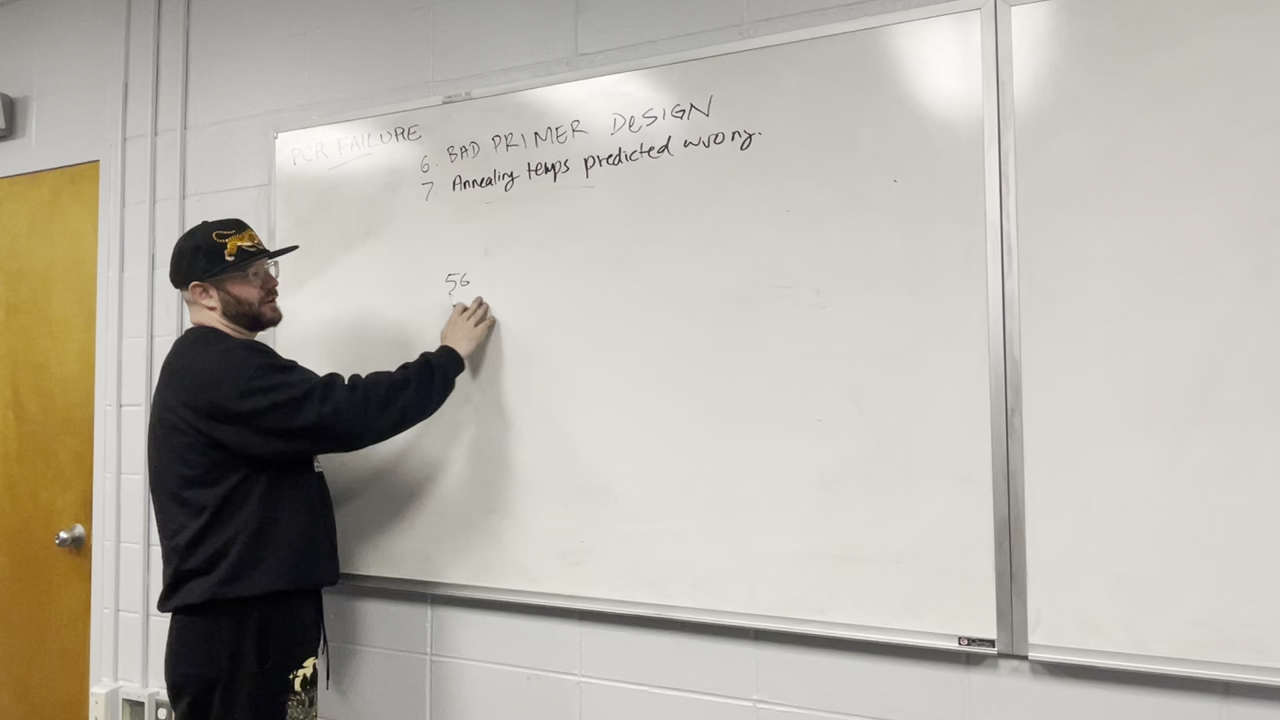 PCR FAILURE
6. BAD PRIMER DeSIGN
7 Annealing temps predicted wrong.
56